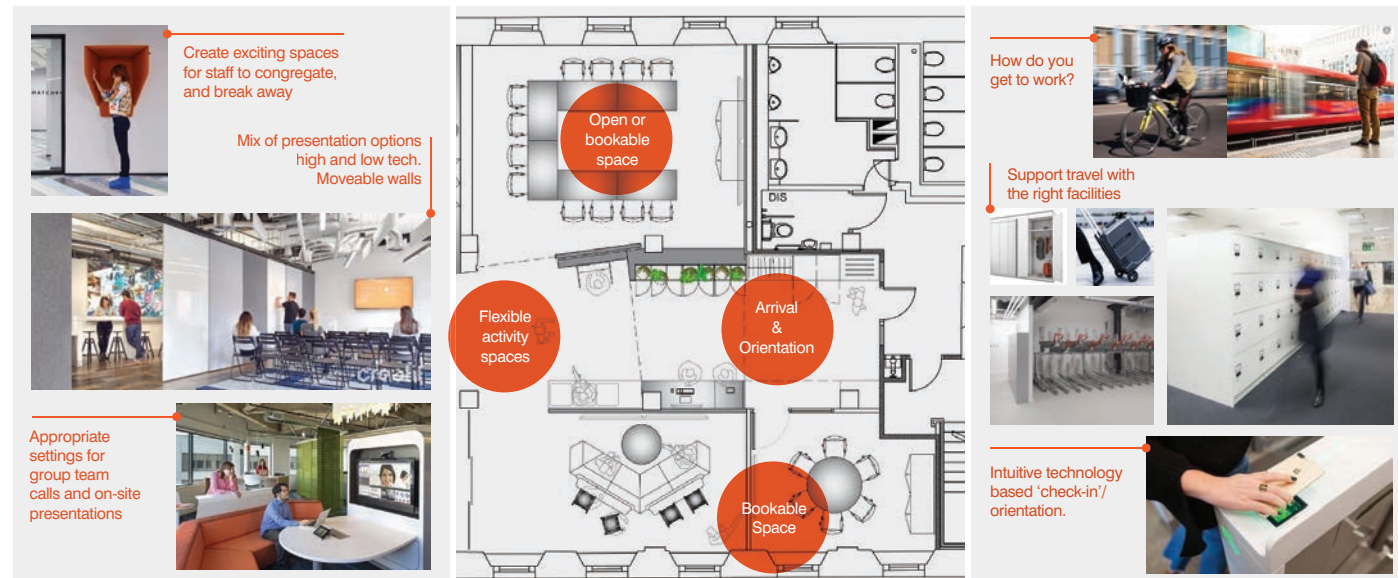 Create exciting spaces
for staff to congregate,
and break away
Mix of presentation options
high and low tech.
Moveable walls
Appropriate
settings for
group team
calls and on-site
presentations
Open or
bookable
space
DIS
Flexible
activity
spaces
Arrival
&
Orientation
Bookable
Space
How do you
get to work?
Support travel with
the right facilities
Intuitive technology
based ‘check-in’/
orientation.